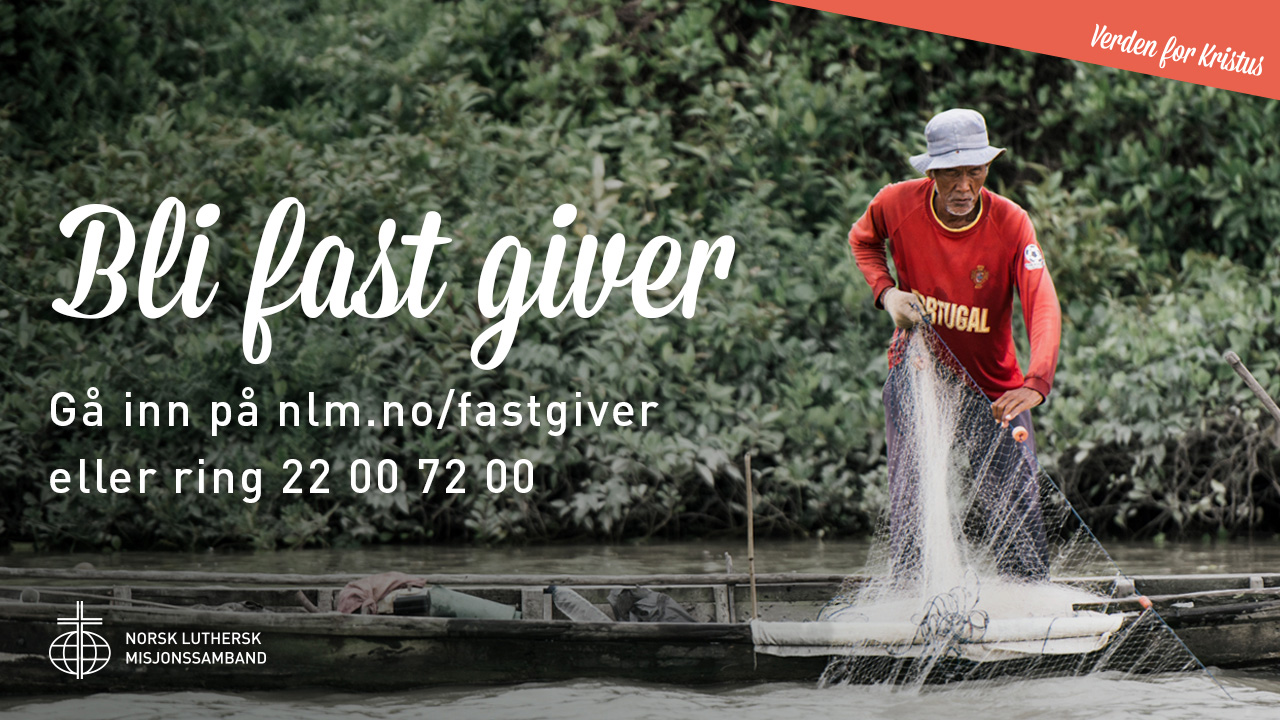 Verden for Kristus
Bli fast giver
Gå inn på nlm.no/fastgiver
eller ring 22 00 72 00
PORTUGAL
NORSK LUTHERSK
MISJONSSAMBAND